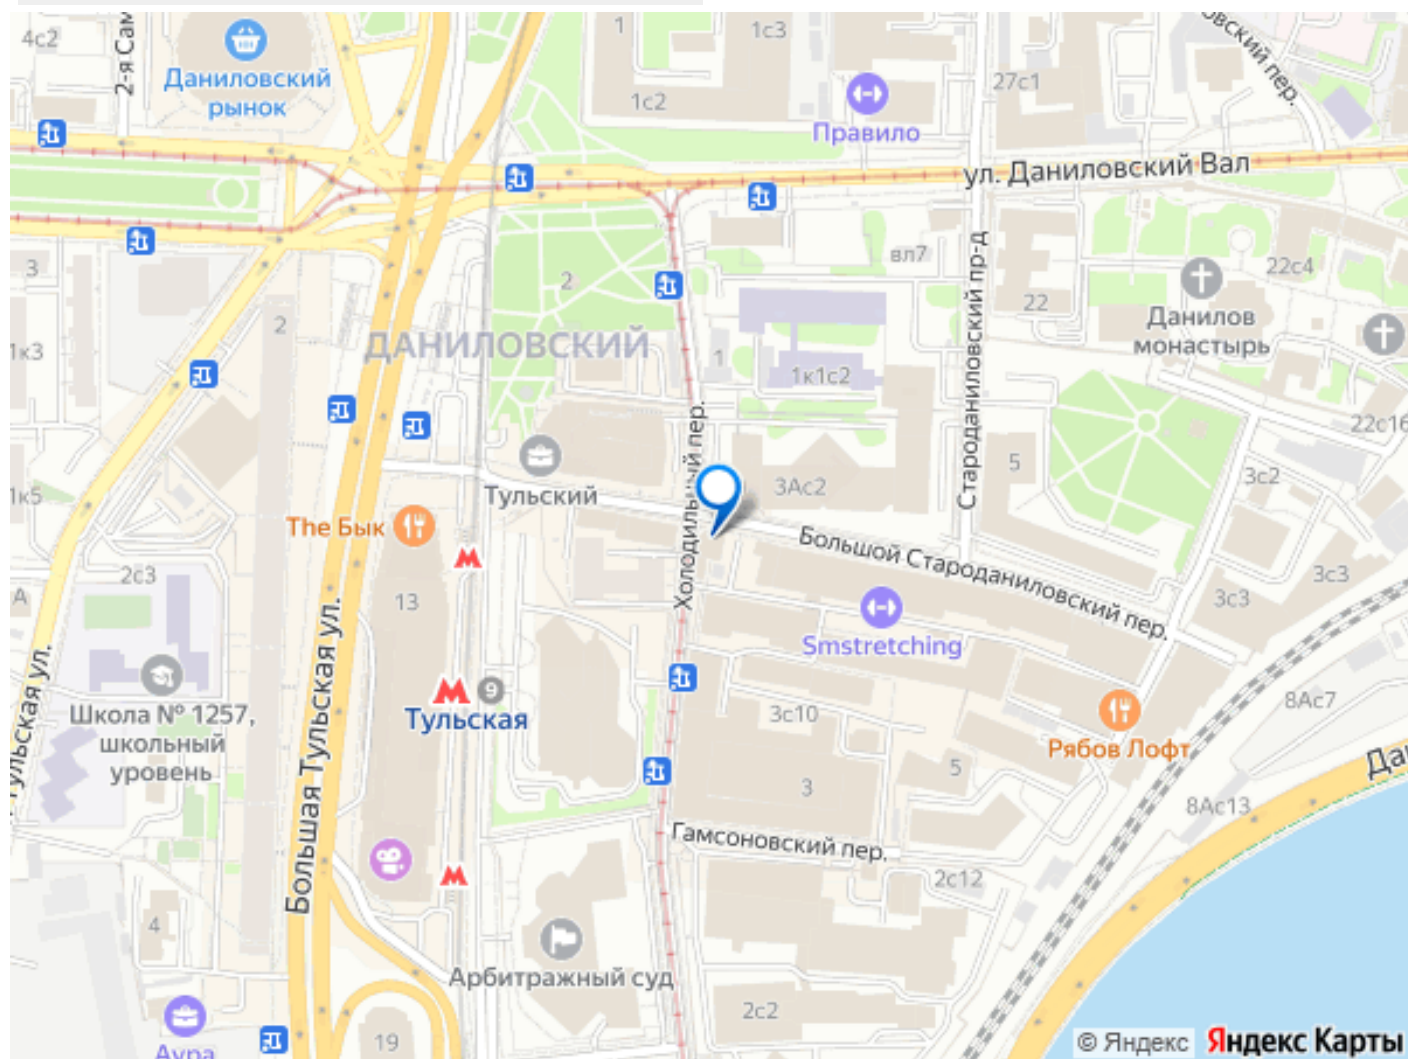 4с2
2-я Сам
Даниловский
рынок
1
1с3
1с2
Правило
27с1
овский пер.
ул. Даниловский Вал
3
2
2
вл7
22с4
22
Данилов
монастырь
ДАНИЛОВСКИЙ
1к3
1
1к1с2
Староданиловский пр-д
22с16
Холодильный пер.
Тульский
3Ас2
5
3с2
1к5
The Бык
Большой Староданиловский пер.
2с3
А
13
3с3
3с3
Smstretching
Большая Тульская ул.
Тульская
9
Школа № 1257,
школьный
уровень
тульская ул.
3с10
8Ас7
Рябов Лофт
5
3
Да
8Ас13
Гамсоновский пер.
2с12
4
Арбитражный суд
2с2
19
Аура
© Яндекс
Яндекс Карты